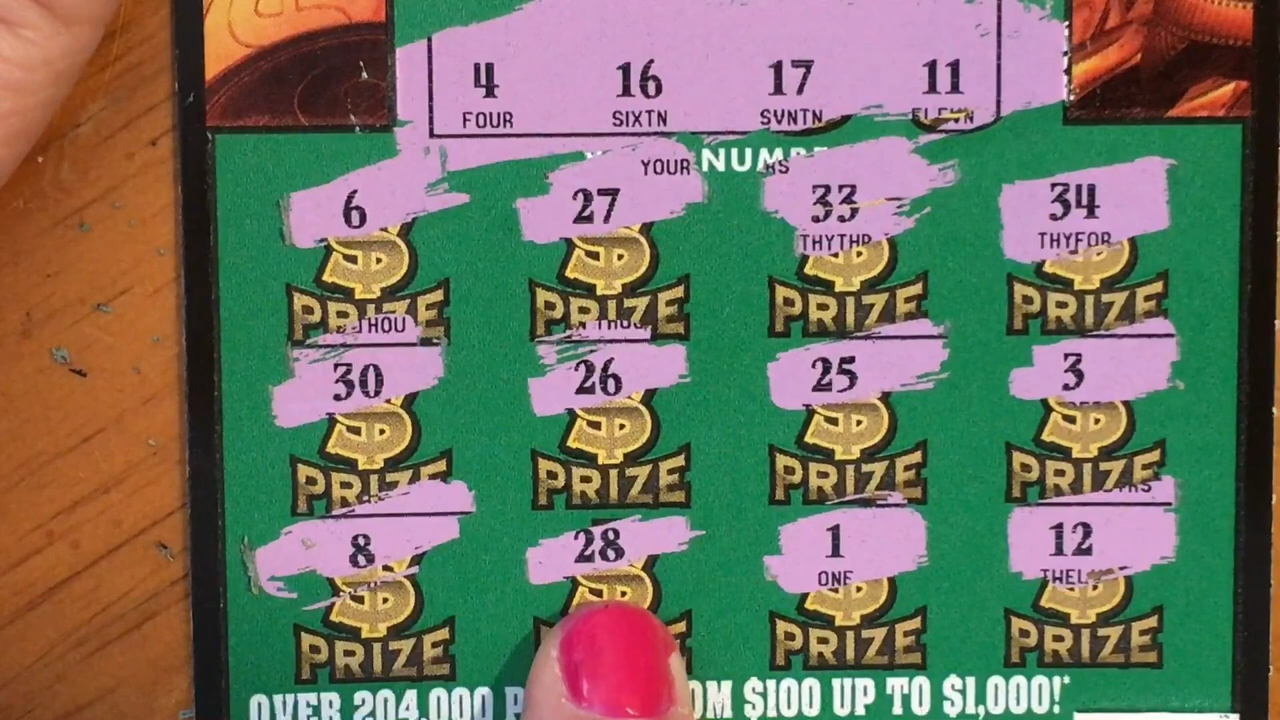 4 16 17 11
FOUR SIXTN SVNTN
YOUR
6 27 33 34
THYTHR THYFOR
PRIZE PRIZE PRIZE PRIZE
THOU THOU
30 26 25 3
PRIZE PRIZE PRIZE PRIZE
8 28 1 12
ONE
PRIZE PRIZE PRIZE
OVER 204,000 UP TO $1,000!*
$100